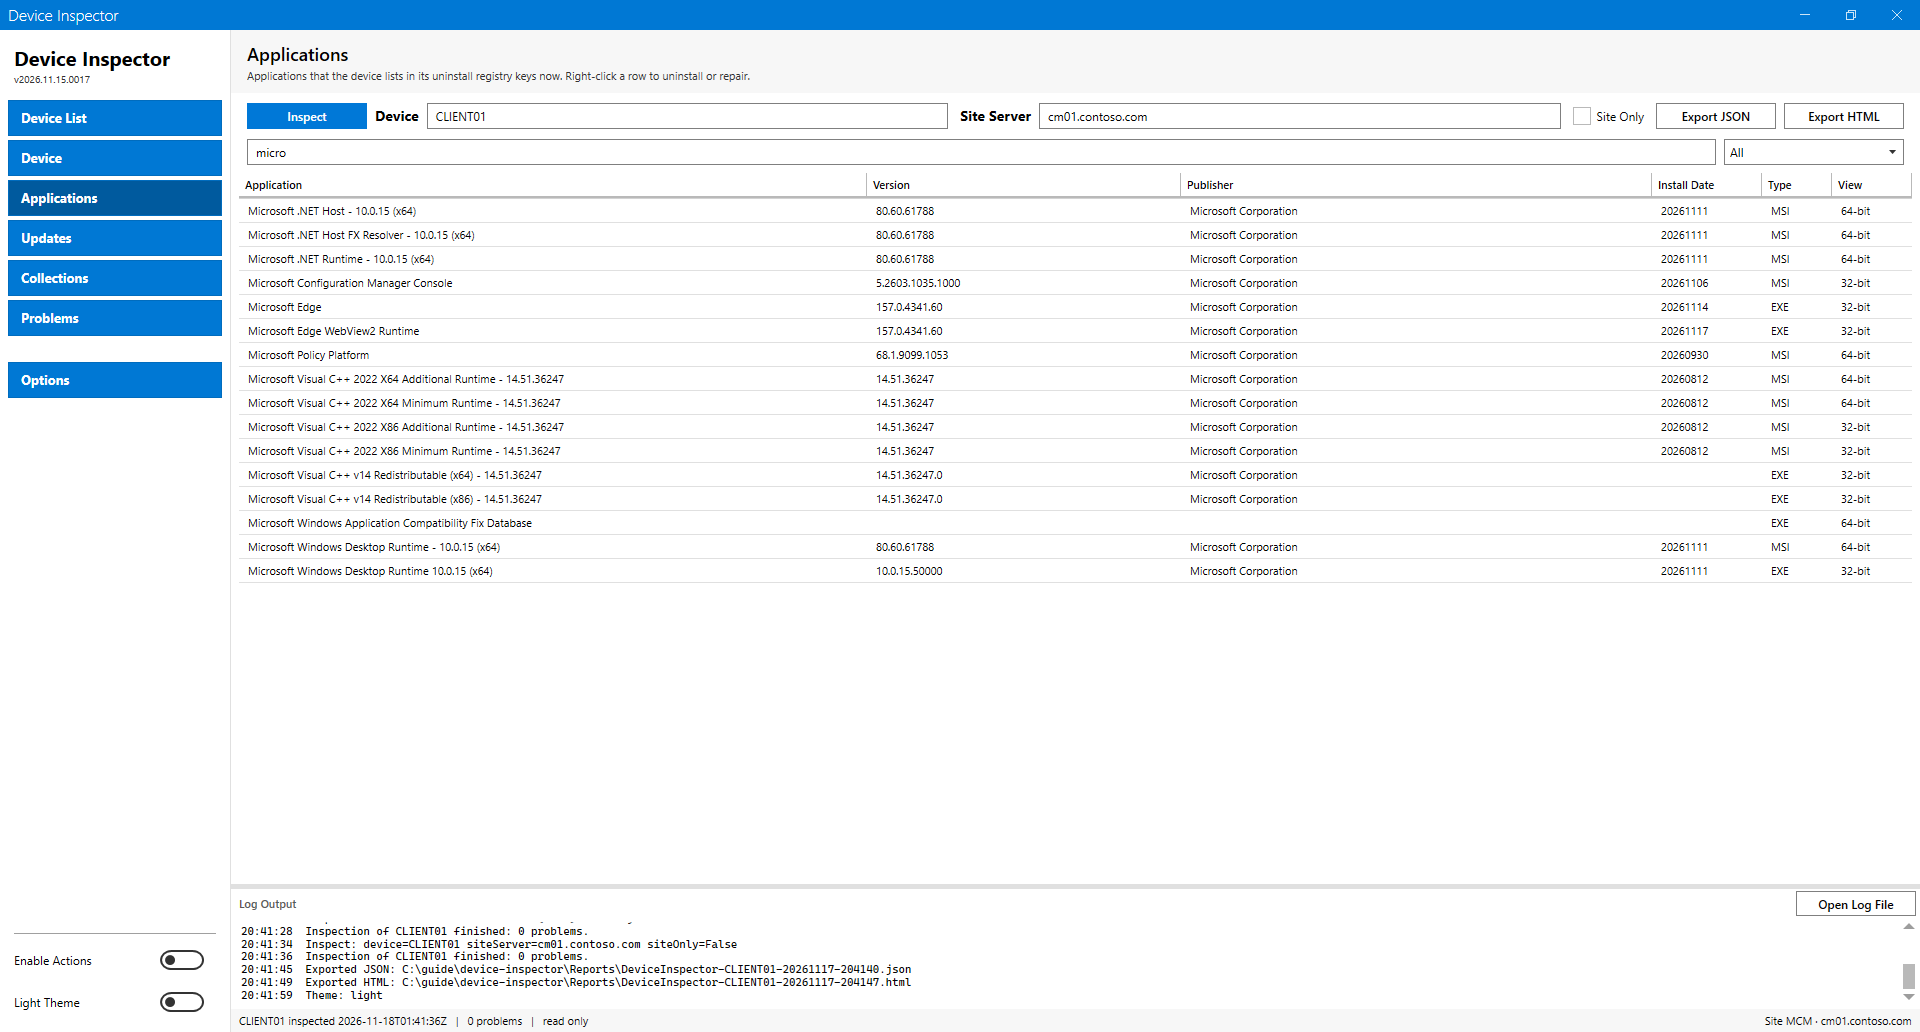 Device Inspector
Device Inspector
v2026.11.15.0017
Device List
Device
Applications
Updates
Collections
Problems
Options
Enable Actions
Light Theme
Applications
Applications that the device lists in its uninstall registry keys now. Right-click a row to uninstall or repair.
Inspect Device CLIENT01 Site Server cm01.contoso.com Site Only Export JSON Export HTML
micro All
Application Version Publisher Install Date Type View
Microsoft .NET Host - 10.0.15 (x64) 80.60.61788 Microsoft Corporation 20261111 MSI 64-bit
Microsoft .NET Host FX Resolver - 10.0.15 (x64) 80.60.61788 Microsoft Corporation 20261111 MSI 64-bit
Microsoft .NET Runtime - 10.0.15 (x64) 80.60.61788 Microsoft Corporation 20261111 MSI 64-bit
Microsoft Configuration Manager Console 5.2603.1035.1000 Microsoft Corporation 20261106 MSI 32-bit
Microsoft Edge 157.0.4341.60 Microsoft Corporation 20261114 EXE 32-bit
Microsoft Edge WebView2 Runtime 157.0.4341.60 Microsoft Corporation 20261117 EXE 32-bit
Microsoft Policy Platform 68.1.9099.1053 Microsoft Corporation 20260930 MSI 64-bit
Microsoft Visual C++ 2022 X64 Additional Runtime - 14.51.36247 14.51.36247 Microsoft Corporation 20260812 MSI 64-bit
Microsoft Visual C++ 2022 X64 Minimum Runtime - 14.51.36247 14.51.36247 Microsoft Corporation 20260812 MSI 64-bit
Microsoft Visual C++ 2022 X86 Additional Runtime - 14.51.36247 14.51.36247 Microsoft Corporation 20260812 MSI 32-bit
Microsoft Visual C++ 2022 X86 Minimum Runtime - 14.51.36247 14.51.36247 Microsoft Corporation 20260812 MSI 32-bit
Microsoft Visual C++ v14 Redistributable (x64) - 14.51.36247 14.51.36247.0 Microsoft Corporation EXE 32-bit
Microsoft Visual C++ v14 Redistributable (x86) - 14.51.36247 14.51.36247.0 Microsoft Corporation EXE 32-bit
Microsoft Windows Application Compatibility Fix Database EXE 64-bit
Microsoft Windows Desktop Runtime - 10.0.15 (x64) 80.60.61788 Microsoft Corporation 20261111 MSI 64-bit
Microsoft Windows Desktop Runtime 10.0.15 (x64) 10.0.15.50000 Microsoft Corporation 20261111 EXE 32-bit
Log Output Open Log File
20:41:28 Inspection of CLIENT01 finished: 0 problems.
20:41:34 Inspect: device=CLIENT01 siteServer=cm01.contoso.com siteOnly=False
20:41:36 Inspection of CLIENT01 finished: 0 problems.
20:41:45 Exported JSON: C:\guide\device-inspector\Reports\DeviceInspector-CLIENT01-20261117-204140.json
20:41:49 Exported HTML: C:\guide\device-inspector\Reports\DeviceInspector-CLIENT01-20261117-204147.html
20:41:59 Theme: light
CLIENT01 inspected 2026-11-18T01:41:36Z | 0 problems | read only Site MCM · cm01.contoso.com